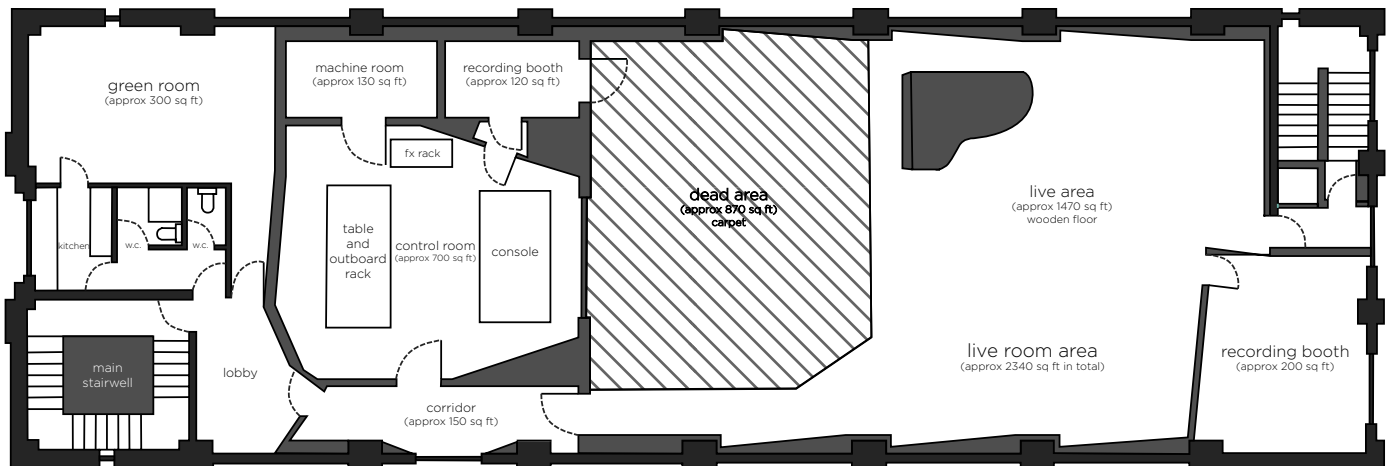 green room
(approx 300 sq ft)
machine room
(approx 130 sq ft)
recording booth
(approx 120 sq ft)
fx rack
dead area
(approx 870 sq ft)
carpet
live area
(approx 1470 sq ft)
wooden floor
kitchen
w.c.
w.c.
table
and
outboard
rack
control room
(approx 700 sq ft)
console
main
stairwell
lobby
corridor
(approx 150 sq ft)
live room area
(approx 2340 sq ft in total)
recording booth
(approx 200 sq ft)